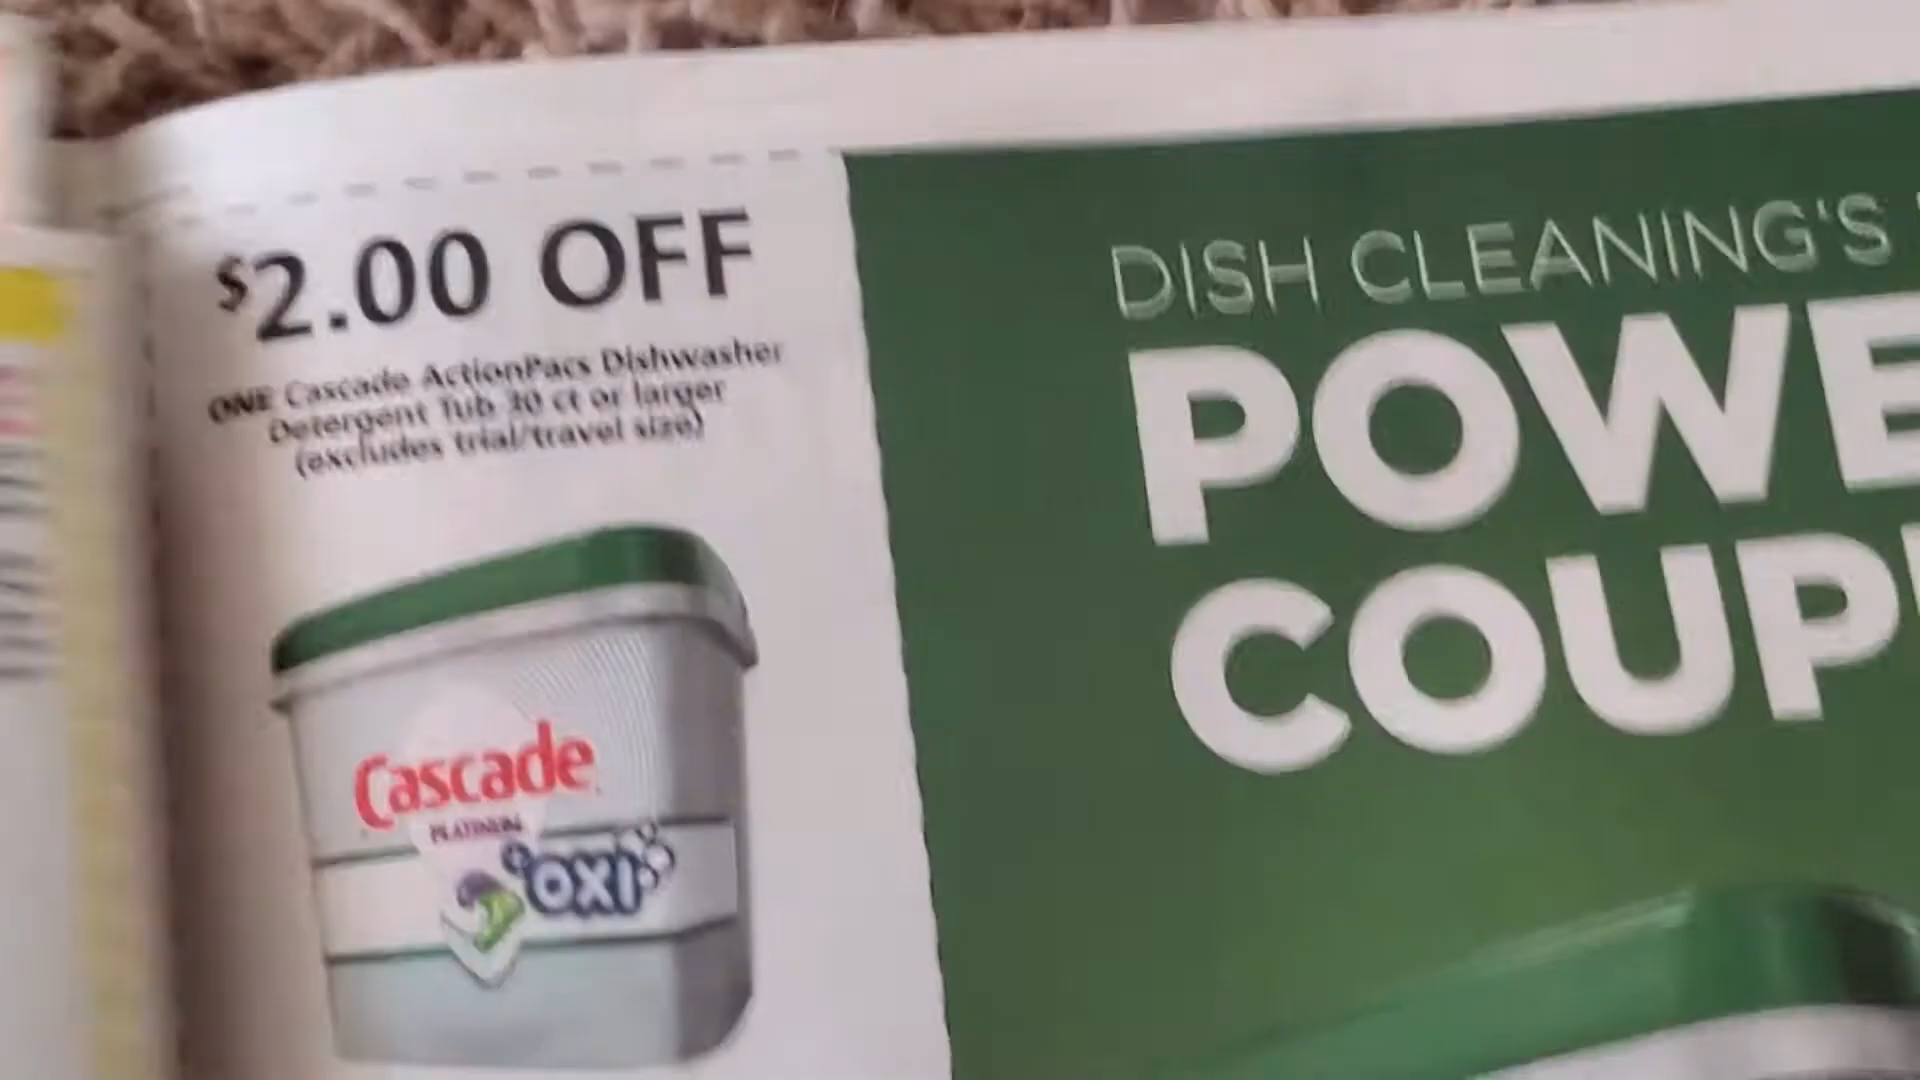 $2.00 OFF
ONE Cascade ActionPacs Dishwasher
Detergent Tub 30 ct or larger
(excludes trial/travel size)
Cascade
PLATINUM
+OXI
DISH CLEANING'S
POWE
COUP